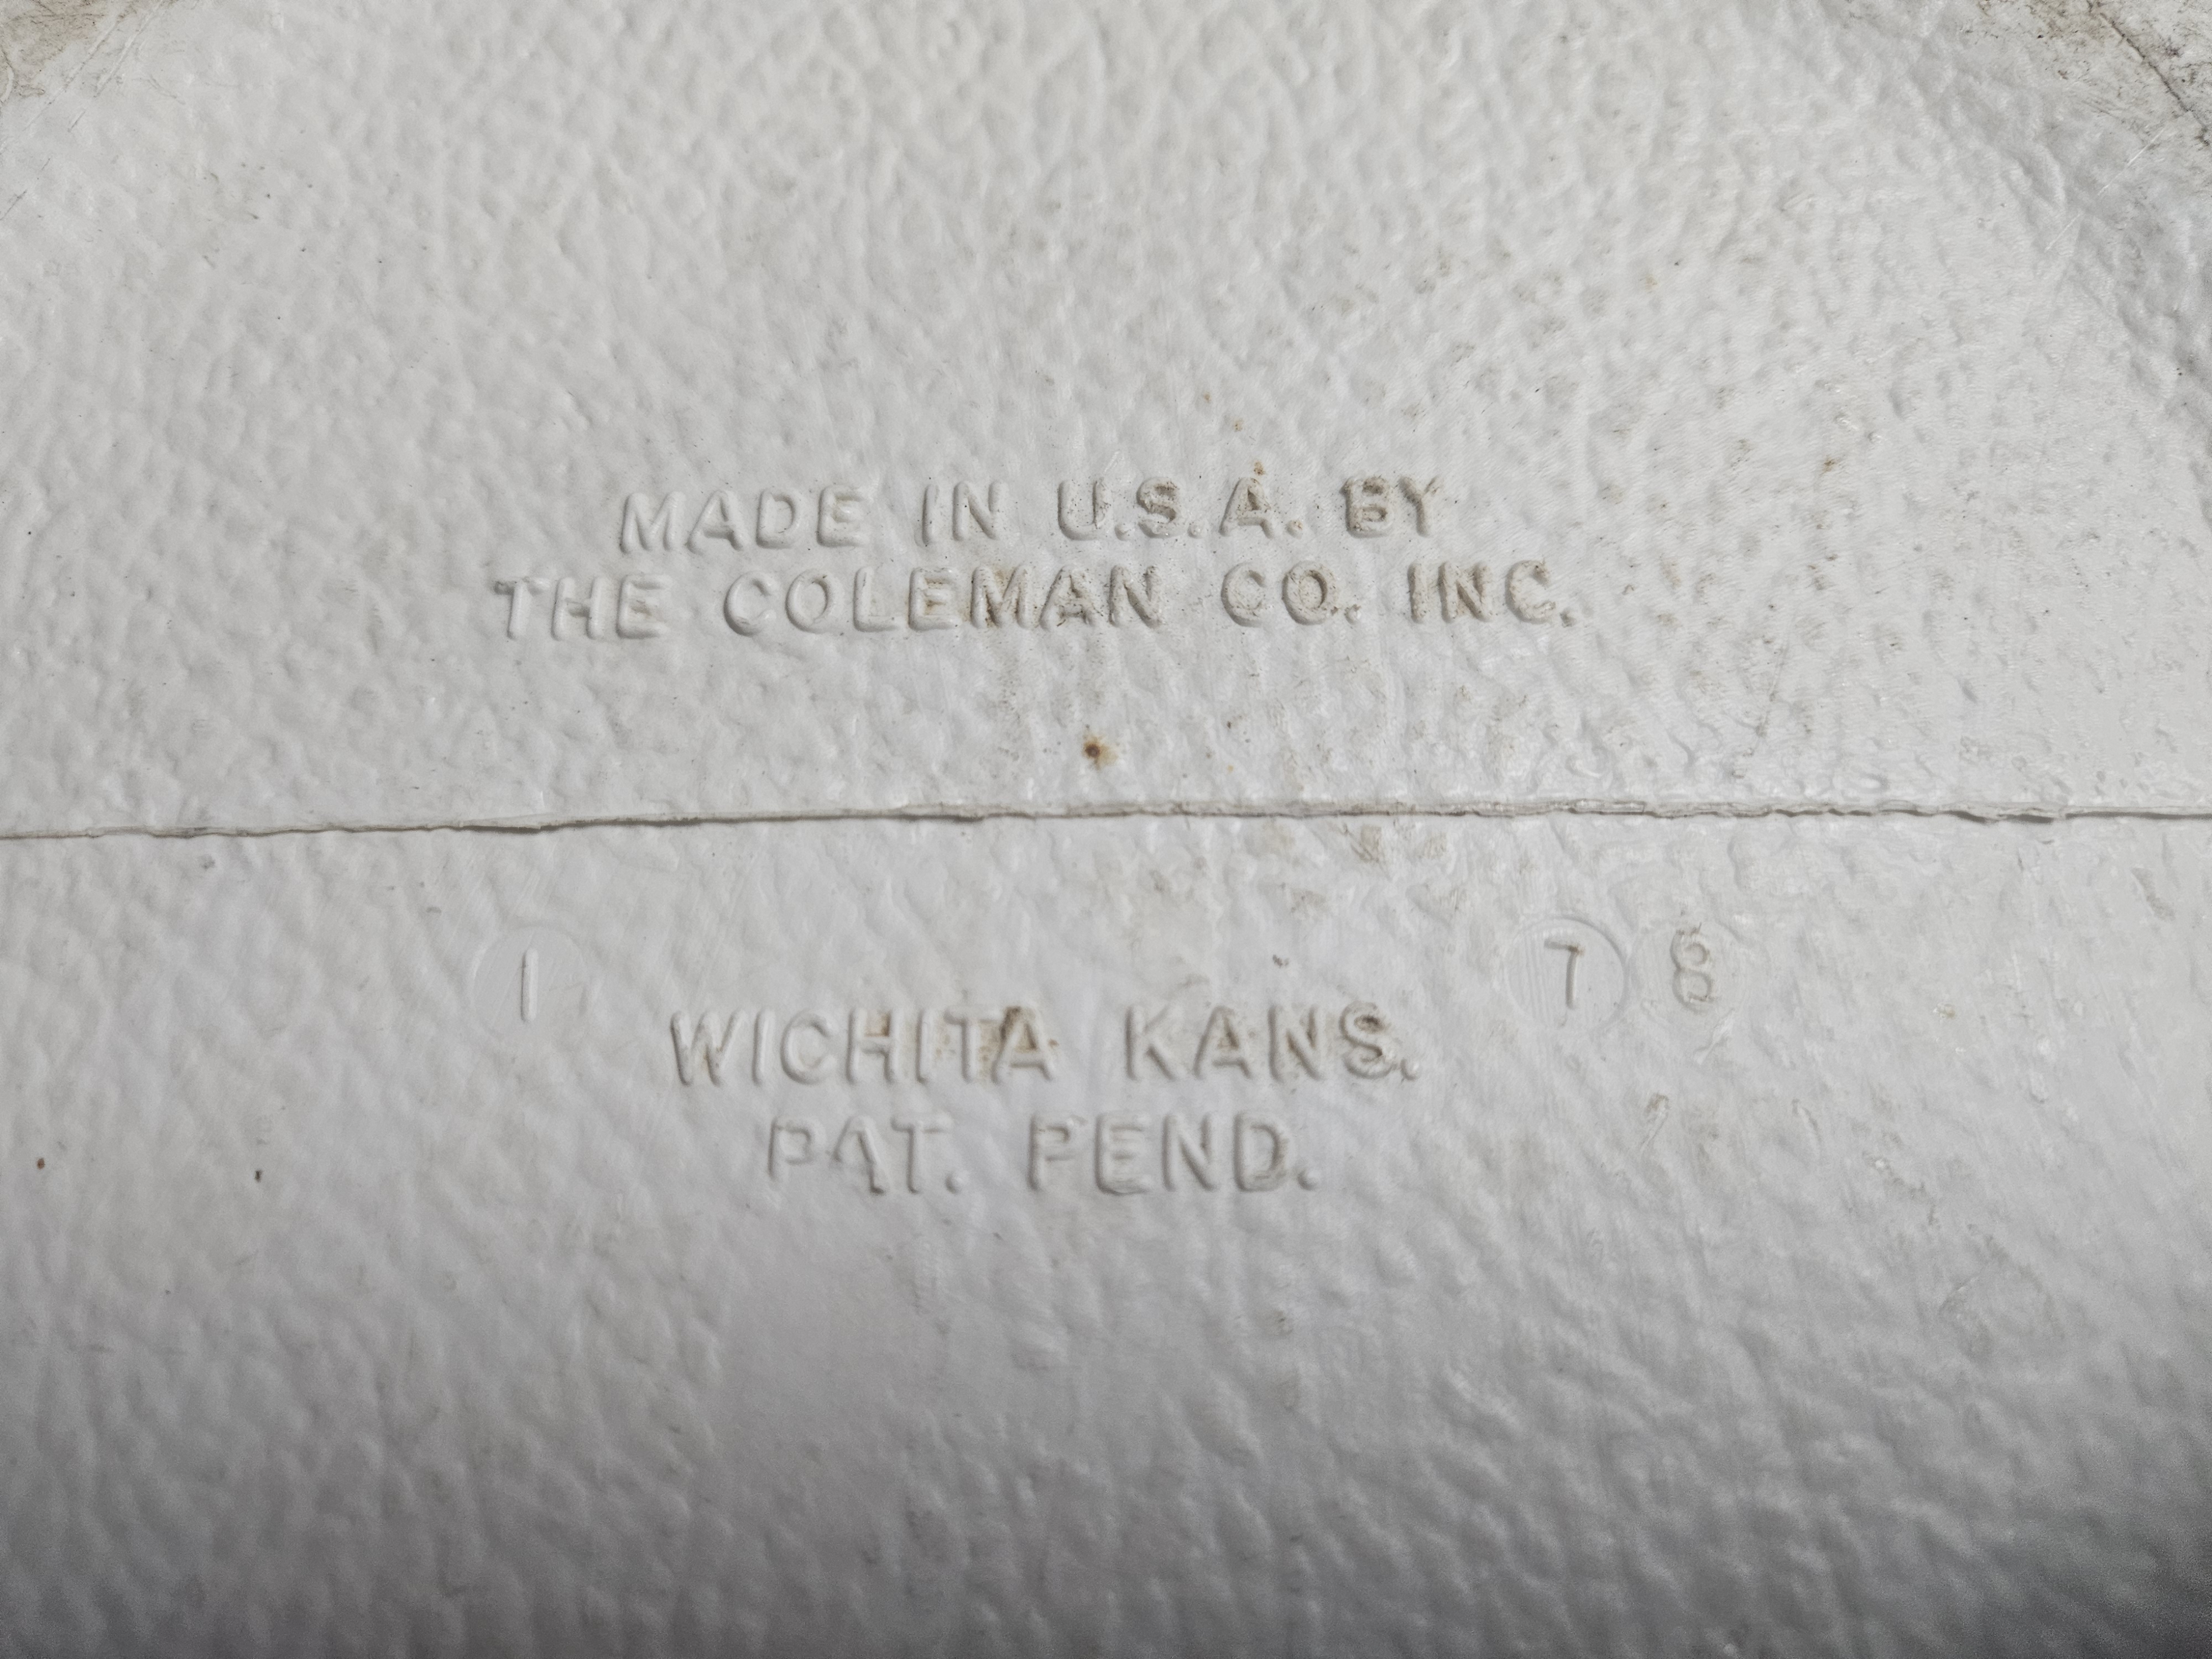 MADE IN U.S.A. BY
THE COLEMAN CO. INC.
1 7 8
WICHITA KANS.
PAT. PEND.